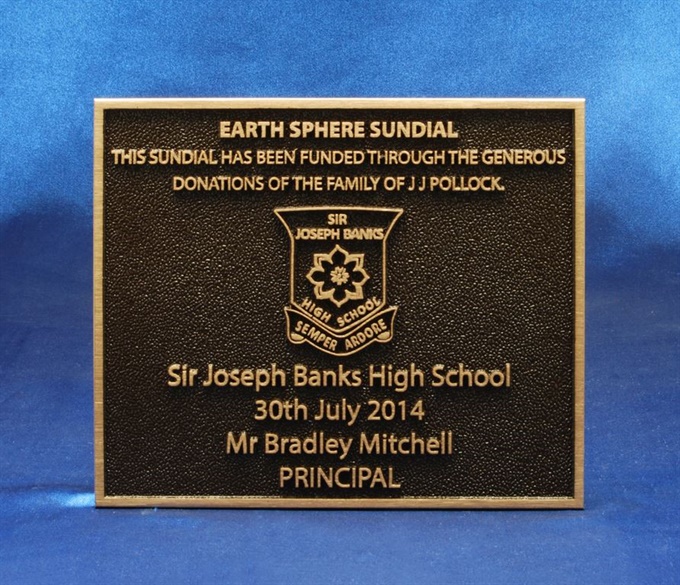 EARTH SPHERE SUNDIAL
THIS SUNDIAL HAS BEEN FUNDED THROUGH THE GENEROUS
DONATIONS OF THE FAMILY OF J J POLLOCK.
SIR
JOSEPH BANKS
HIGH SCHOOL
SEMPER ARDORE
Sir Joseph Banks High School
30th July 2014
Mr Bradley Mitchell
PRINCIPAL